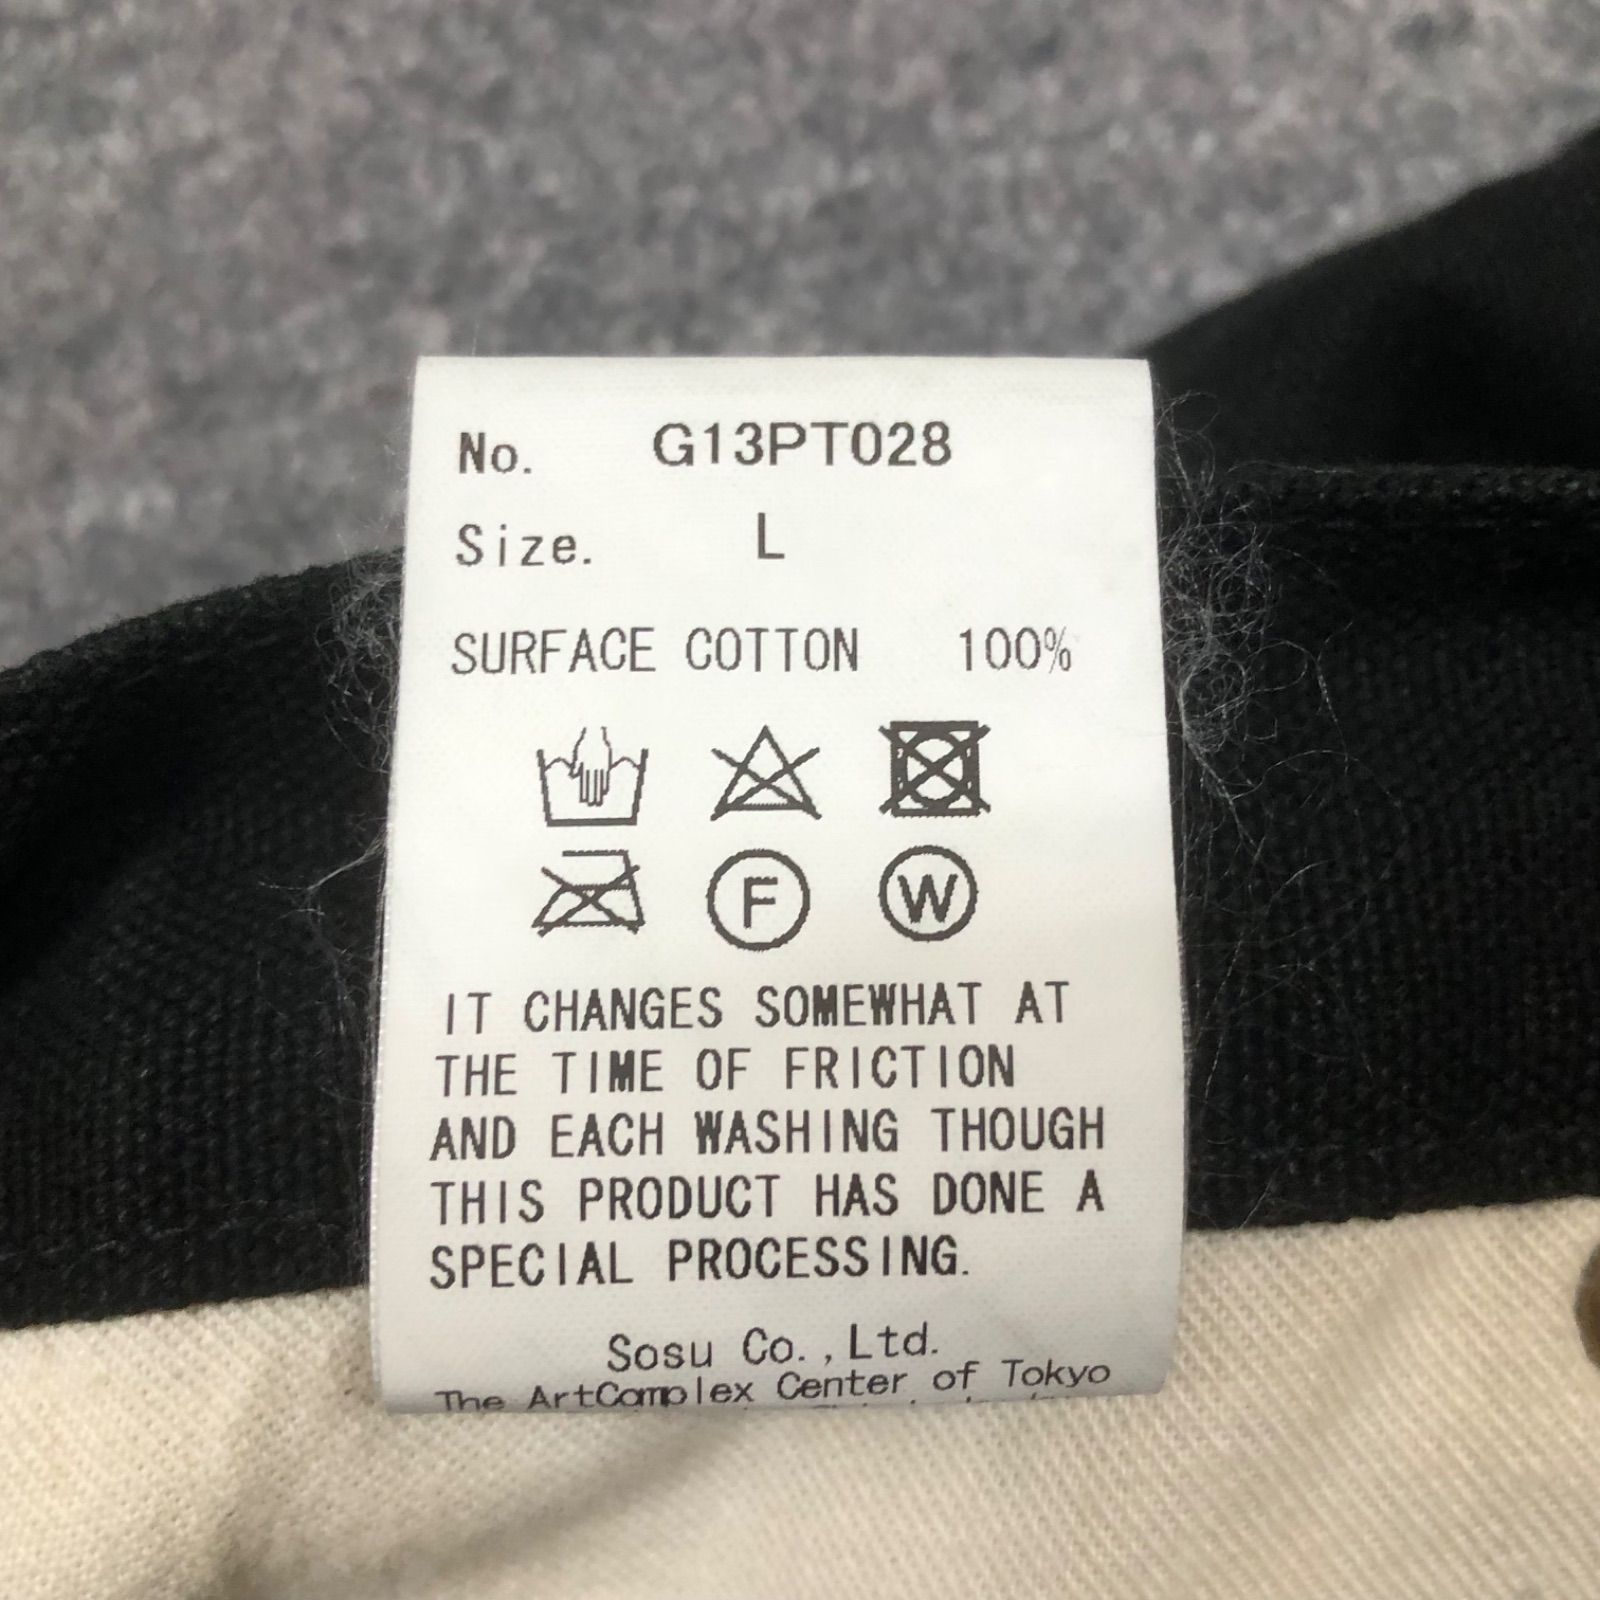 No. G13PT028
Size. L
SURFACE COTTON 100%
F W
IT CHANGES SOMEWHAT AT
THE TIME OF FRICTION
AND EACH WASHING THOUGH
THIS PRODUCT HAS DONE A
SPECIAL PROCESSING.
Sosu Co.,Ltd.
The ArtComplex Center of Tokyo